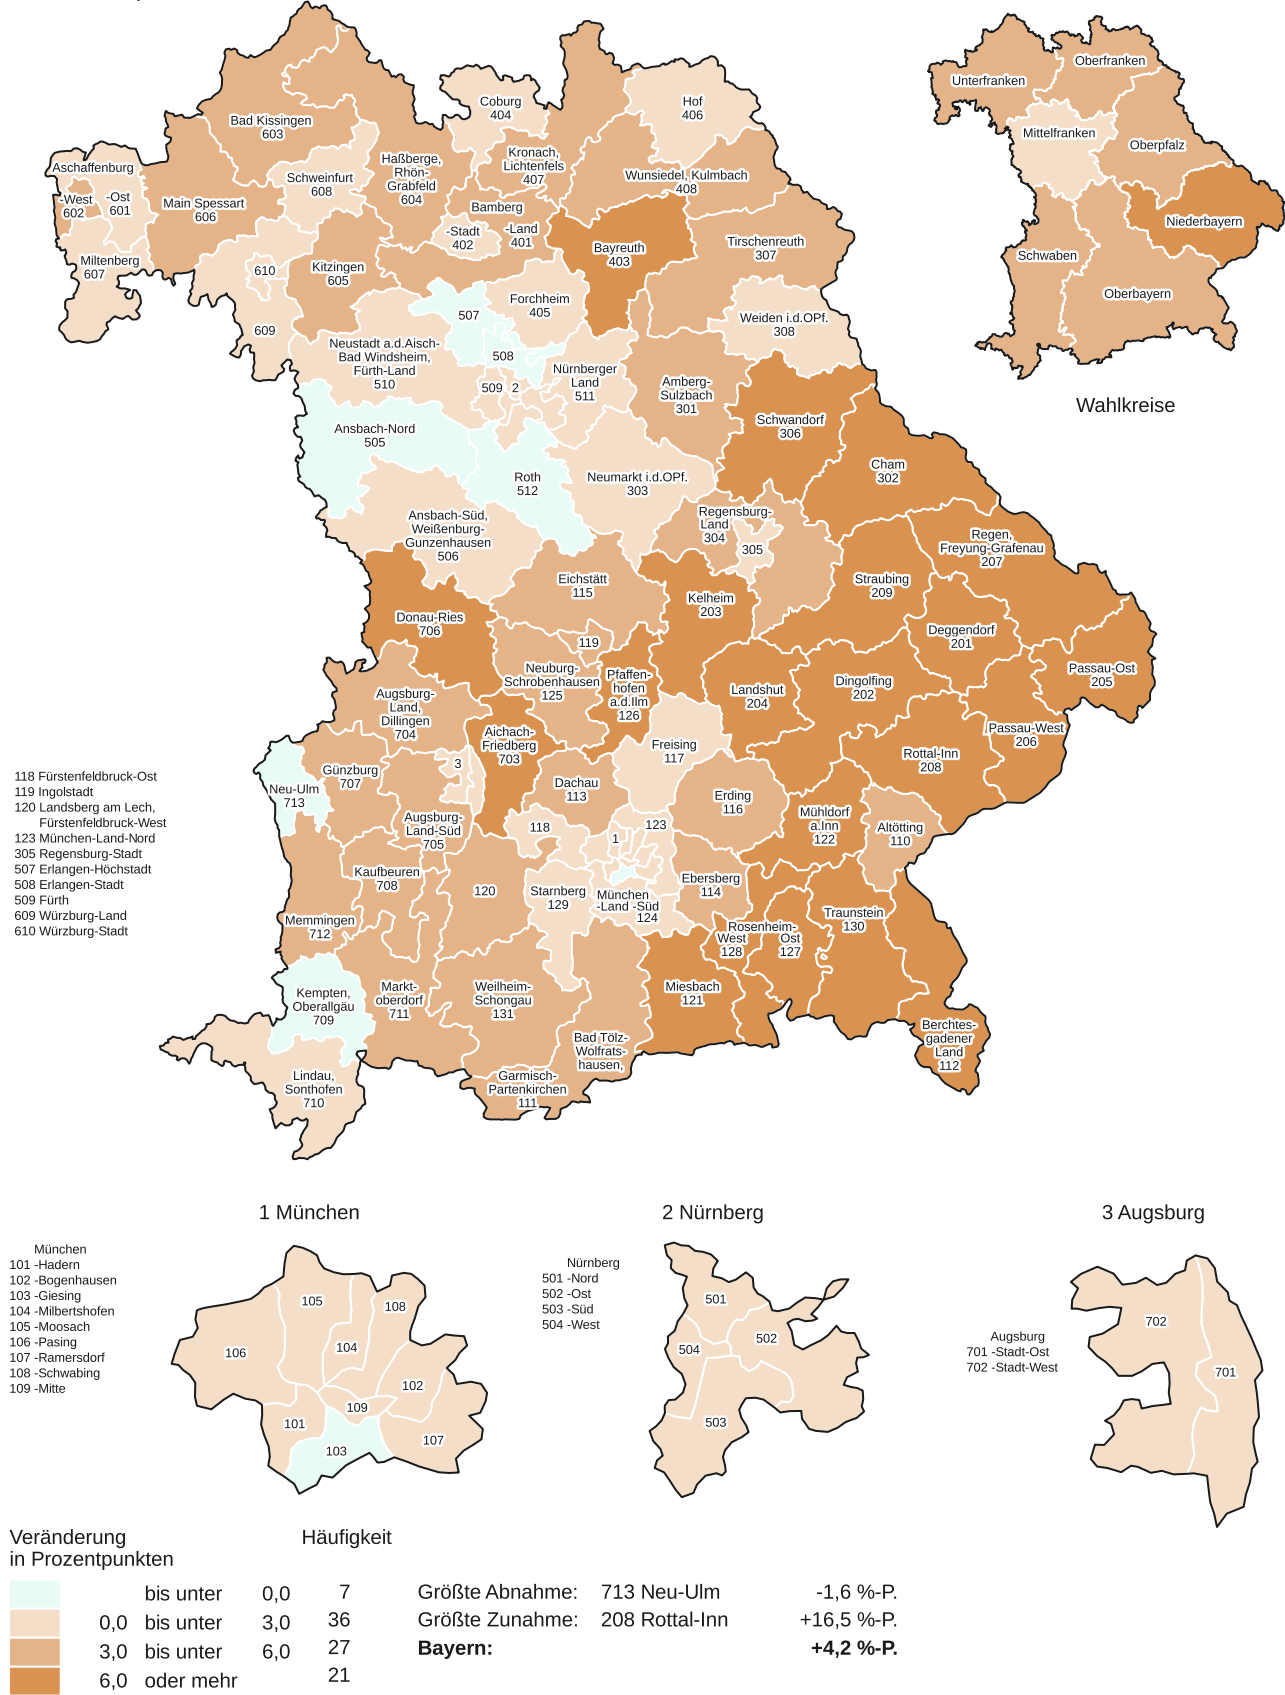 Unterfranken
Oberfranken
Mittelfranken
Oberpfalz
Niederbayern
Schwaben
Oberbayern
Wahlkreise
Coburg
404
Hof
406
Bad Kissingen
603
Kronach,
Lichtenfels
407
Haßberge,
Rhön-
Grabfeld
604
Aschaffenburg
-West
602
-Ost
601
Schweinfurt
608
Wunsiedel, Kulmbach
408
Main Spessart
606
Bamberg
-Stadt
402
-Land
401
Bayreuth
403
Tirschenreuth
307
Miltenberg
607
610
Kitzingen
605
Forchheim
405
507
609
Weiden i.d.OPf.
308
Neustadt a.d.Aisch-
Bad Windsheim,
Fürth-Land
510
508
509
2
Nürnberger
Land
511
Amberg-
Sulzbach
301
Schwandorf
306
Ansbach-Nord
505
Cham
302
Roth
512
Neumarkt i.d.OPf.
303
Ansbach-Süd,
Weißenburg-
Gunzenhausen
506
Regensburg-
Land
304
305
Regen,
Freyung-Grafenau
207
Eichstätt
115
Straubing
209
Kelheim
203
Donau-Ries
706
119
Deggendorf
201
Neuburg-
Schrobenhausen
125
Pfaffen-
hofen
a.d.Ilm
126
Passau-Ost
205
Landshut
204
Dingolfing
202
Augsburg-
Land,
Dillingen
704
Aichach-
Friedberg
703
Passau-West
206
Freising
117
Rottal-Inn
208
3
Günzburg
707
Neu-Ulm
713
Dachau
113
Erding
116
Mühldorf
a.Inn
122
Altötting
110
Augsburg-
Land-Süd
705
118
1
123
Kaufbeuren
708
120
Starnberg
129
München
-Land -Süd
124
Ebersberg
114
Memmingen
712
Rosenheim-
West
128
Ost
127
Traunstein
130
Kempten,
Oberallgäu
709
Markt-
oberdorf
711
Weilheim-
Schongau
131
Miesbach
121
Bad Tölz-
Wolfrats-
hausen,
Garmisch-
Partenkirchen
111
Berchtes-
gadener
Land
112
Lindau,
Sonthofen
710
118 Fürstenfeldbruck-Ost
119 Ingolstadt
120 Landsberg am Lech,
Fürstenfeldbruck-West
123 München-Land-Nord
305 Regensburg-Stadt
507 Erlangen-Höchstadt
508 Erlangen-Stadt
509 Fürth
609 Würzburg-Land
610 Würzburg-Stadt
1 München
München
101 -Hadern
102 -Bogenhausen
103 -Giesing
104 -Milbertshofen
105 -Moosach
106 -Pasing
107 -Ramersdorf
108 -Schwabing
109 -Mitte
105
108
106
104
102
109
101
107
103
2 Nürnberg
Nürnberg
501 -Nord
502 -Ost
503 -Süd
504 -West
501
502
504
503
3 Augsburg
Augsburg
701 -Stadt-Ost
702 -Stadt-West
702
701
Veränderung
in Prozentpunkten
Häufigkeit
bis unter 0,0 7
0,0 bis unter 3,0 36
3,0 bis unter 6,0 27
6,0 oder mehr 21
Größte Abnahme: 713 Neu-Ulm -1,6 %-P.
Größte Zunahme: 208 Rottal-Inn +16,5 %-P.
Bayern: +4,2 %-P.